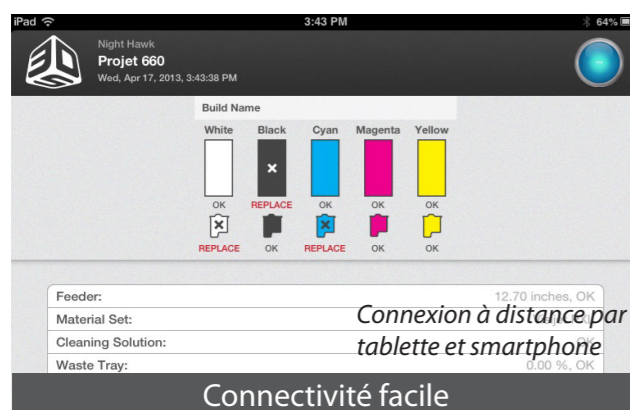 iPad 3:43 PM 64%
Night Hawk
Projet 660
Wed, Apr 17, 2013, 3:43:38 PM
3DS
Build Name
White Black Cyan Magenta Yellow
OK REPLACE OK OK OK
REPLACE OK REPLACE OK OK
Feeder: 12.70 inches, OK
Material Set:
Connexion à distance par
Cleaning Solution: OK
tablette et smartphone
Waste Tray: 0.00 %, OK
Connectivité facile